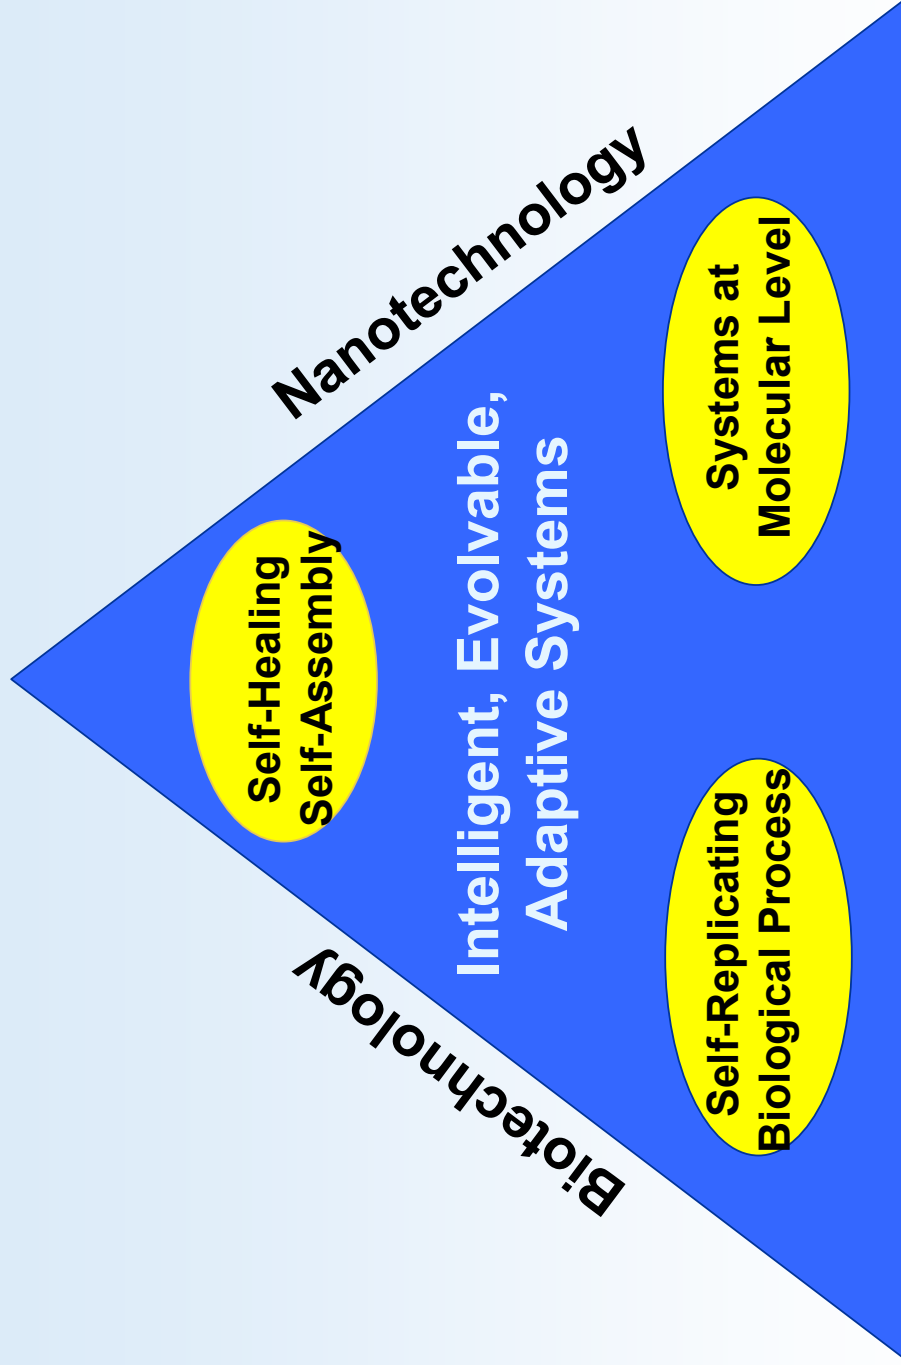 Biotechnology
Nanotechnology
Self-Healing
Self-Assembly
Intelligent, Evolvable,
Adaptive Systems
Self-Replicating
Biological Process
Systems at
Molecular Level